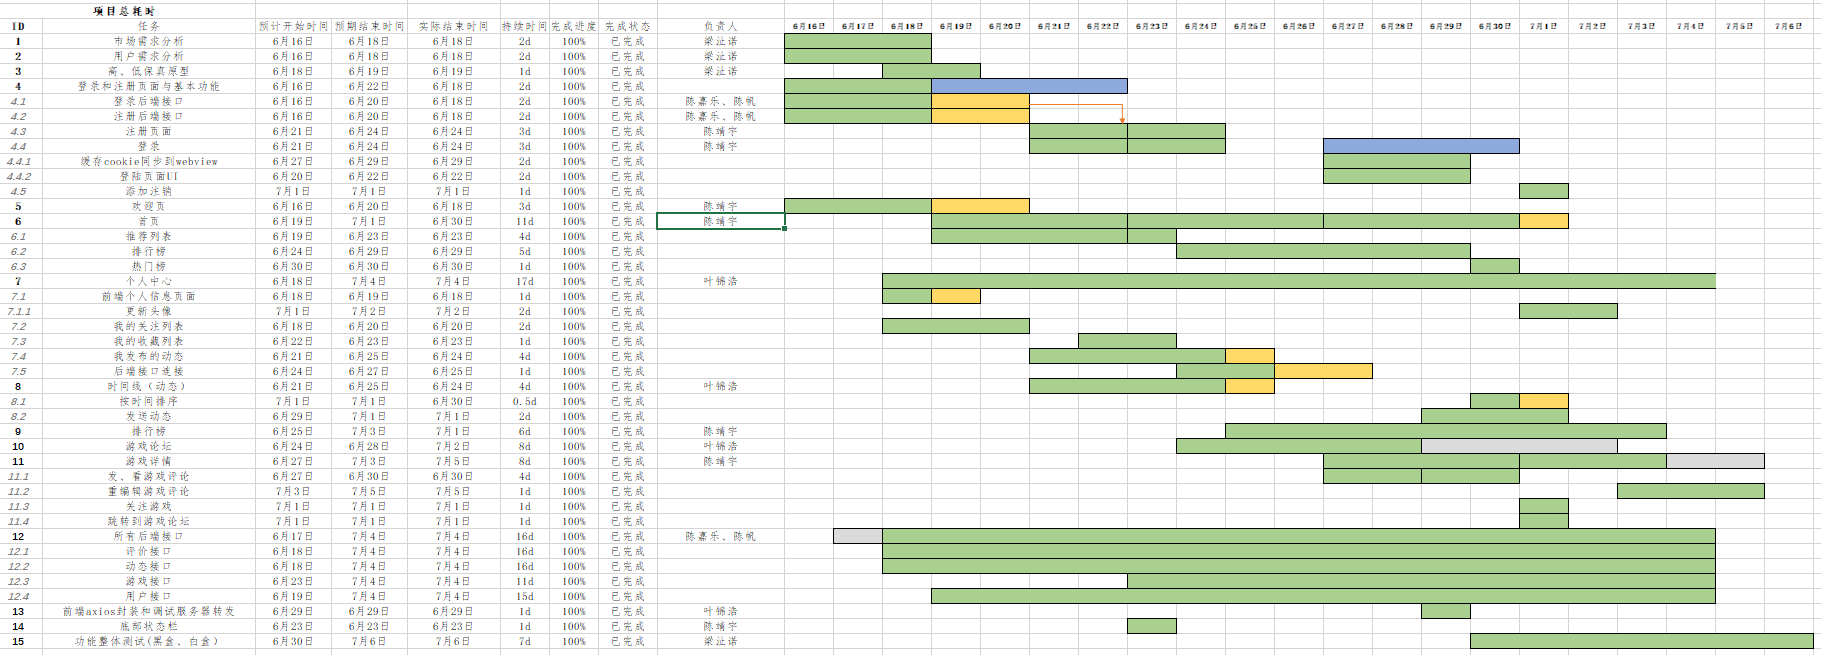 项目总耗时
ID 任务 预计开始时间 预期结束时间 实际结束时间 持续时间 完成进度 完成状态 负责人 6月16日 6月17日 6月18日 6月19日 6月20日 6月21日 6月22日 6月23日 6月24日 6月25日 6月26日 6月27日 6月28日 6月29日 6月30日 7月1日 7月2日 7月3日 7月4日 7月5日 7月6日
1 市场需求分析 6月16日 6月18日 6月18日 2d 100% 已完成 梁沚诺
2 用户需求分析 6月16日 6月18日 6月18日 2d 100% 已完成 梁沚诺
3 高、低保真原型 6月18日 6月19日 6月19日 1d 100% 已完成 梁沚诺
4 登录和注册页面与基本功能 6月16日 6月22日 6月18日 2d 100% 已完成
4.1 登录后端接口 6月16日 6月20日 6月18日 2d 100% 已完成 陈嘉乐、陈帆
4.2 注册后端接口 6月16日 6月20日 6月18日 2d 100% 已完成 陈嘉乐、陈帆
4.3 注册页面 6月21日 6月24日 6月24日 3d 100% 已完成 陈靖宇
4.4 登录 6月21日 6月24日 6月24日 3d 100% 已完成 陈靖宇
4.4.1 缓存cookie同步到webview 6月27日 6月29日 6月29日 2d 100% 已完成
4.4.2 登陆页面UI 6月20日 6月22日 6月22日 2d 100% 已完成
4.5 添加注销 7月1日 7月1日 7月1日 1d 100% 已完成
5 欢迎页 6月16日 6月20日 6月18日 3d 100% 已完成 陈靖宇
6 首页 6月19日 7月1日 6月30日 11d 100% 已完成 陈靖宇
6.1 推荐列表 6月19日 6月23日 6月23日 4d 100% 已完成
6.2 排行榜 6月24日 6月29日 6月29日 5d 100% 已完成
6.3 热门榜 6月30日 6月30日 6月30日 1d 100% 已完成
7 个人中心 6月18日 7月4日 7月4日 17d 100% 已完成 叶锦浩
7.1 前端个人信息页面 6月18日 6月19日 6月18日 1d 100% 已完成
7.1.1 更新头像 7月1日 7月2日 7月2日 2d 100% 已完成
7.2 我的关注列表 6月18日 6月20日 6月20日 2d 100% 已完成
7.3 我的收藏列表 6月22日 6月23日 6月23日 1d 100% 已完成
7.4 我发布的动态 6月21日 6月25日 6月24日 4d 100% 已完成
7.5 后端接口连接 6月24日 6月27日 6月25日 1d 100% 已完成
8 时间线（动态） 6月21日 6月25日 6月24日 4d 100% 已完成 叶锦浩
8.1 按时间排序 7月1日 7月1日 6月30日 0.5d 100% 已完成
8.2 发送动态 6月29日 7月1日 7月1日 2d 100% 已完成
9 排行榜 6月25日 7月3日 7月1日 6d 100% 已完成 陈靖宇
10 游戏论坛 6月24日 6月28日 7月2日 8d 100% 已完成 叶锦浩
11 游戏详情 6月27日 7月3日 7月5日 8d 100% 已完成 陈靖宇
11.1 发、看游戏评论 6月27日 6月30日 6月30日 4d 100% 已完成
11.2 重编辑游戏评论 7月3日 7月5日 7月5日 1d 100% 已完成
11.3 关注游戏 7月1日 7月1日 7月1日 1d 100% 已完成
11.4 跳转到游戏论坛 7月1日 7月1日 7月1日 1d 100% 已完成
12 所有后端接口 6月17日 7月4日 7月4日 16d 100% 已完成 陈嘉乐、陈帆
12.1 评价接口 6月18日 7月4日 7月4日 16d 100% 已完成
12.2 动态接口 6月18日 7月4日 7月4日 16d 100% 已完成
12.3 游戏接口 6月23日 7月4日 7月4日 11d 100% 已完成
12.4 用户接口 6月19日 7月4日 7月4日 15d 100% 已完成
13 前端axios封装和调试服务器转发 6月29日 6月29日 6月29日 1d 100% 已完成 叶锦浩
14 底部状态栏 6月23日 6月23日 6月23日 1d 100% 已完成 陈靖宇
15 功能整体测试(黑盒、白盒） 6月30日 7月6日 7月6日 7d 100% 已完成 梁沚诺